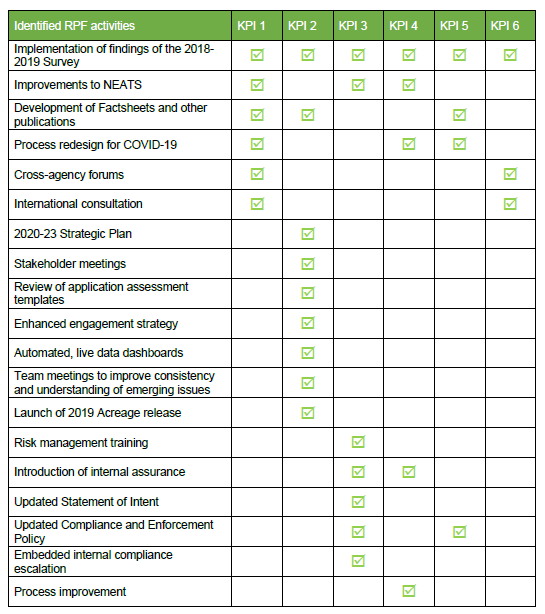 Identified RPF activities KPI 1 KPI 2 KPI 3 KPI 4 KPI 5 KPI 6
Implementation of findings of the 2018-
2019 Survey ☑ ☑ ☑ ☑ ☑ ☑
Improvements to NEATS ☑ ☑ ☑
Development of Factsheets and other
publications ☑ ☑ ☑
Process redesign for COVID-19 ☑ ☑ ☑
Cross-agency forums ☑ ☑
International consultation ☑ ☑
2020-23 Strategic Plan ☑
Stakeholder meetings ☑
Review of application assessment
templates ☑
Enhanced engagement strategy ☑
Automated, live data dashboards ☑
Team meetings to improve consistency
and understanding of emerging issues ☑
Launch of 2019 Acreage release ☑
Risk management training ☑
Introduction of internal assurance ☑ ☑
Updated Statement of Intent ☑
Updated Compliance and Enforcement
Policy ☑ ☑
Embedded internal compliance
escalation ☑
Process improvement ☑